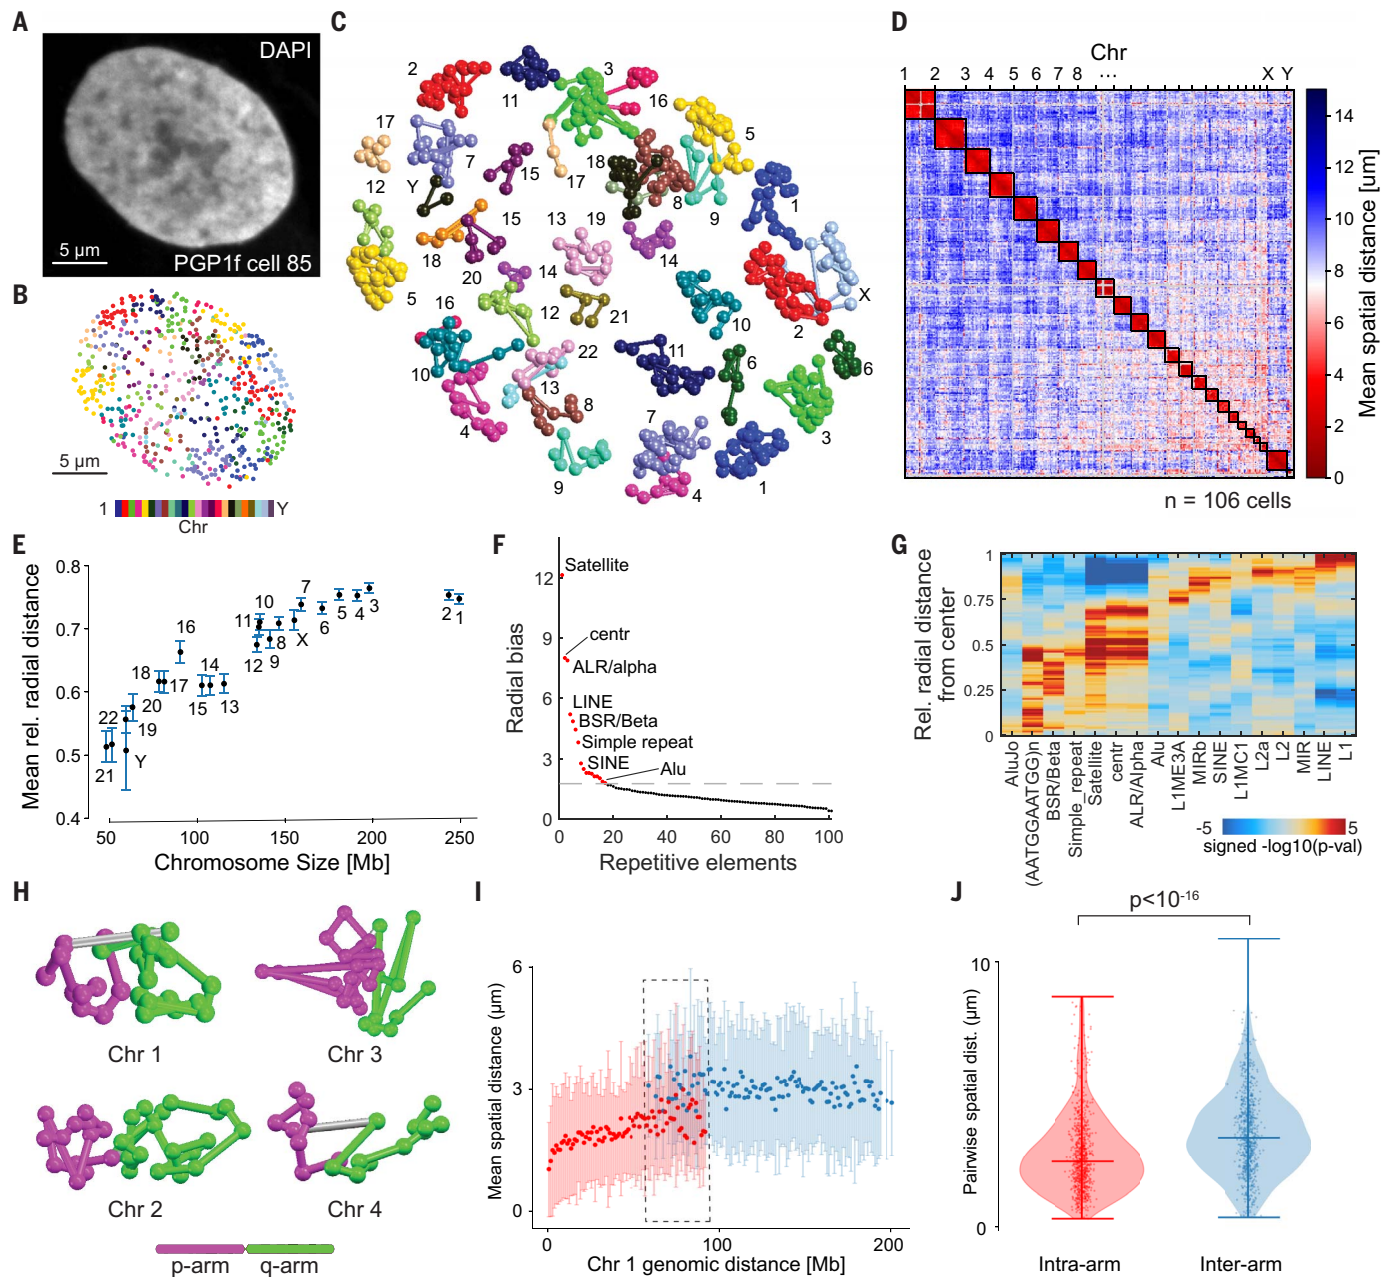 A
DAPI
5 µm
PGP1f cell 85
B
5 µm
1
Y
Chr
C
2
11
3
16
5
17
7
15
18
12
Y
17
8
9
1
15
13
19
18
20
14
14
X
5
16
12
21
10
2
22
11
6
6
10
13
4
8
7
3
9
4
1
D
Chr
1 2 3 4 5 6 7 8 ... X Y
14
12
10
8
6
4
2
0
Mean spatial distance [um]
n = 106 cells
E
0.8
0.7
0.6
0.5
0.4
Mean rel. radial distance
7
10
11
16
5
4
3
2
1
6
X
8
12
9
18
14
17
15
13
20
22
19
21
Y
50 100 150 200 250
Chromosome Size [Mb]
F
12
9
6
3
0
Radial bias
Satellite
centr
ALR/alpha
LINE
BSR/Beta
Simple repeat
SINE
Alu
0 20 40 60 80 100
Repetitive elements
G
1
0.75
0.5
0.25
0
Rel. radial distance
from center
AluJo
(AATGGAATGG)n
BSR/Beta
Simple_repeat
Satellite
centr
ALR/Alpha
Alu
L1ME3A
MIRb
SINE
L1MC1
L2a
L2
MIR
LINE
L1
-5
5
signed -log10(p-val)
H
Chr 1
Chr 3
Chr 2
Chr 4
p-arm
q-arm
I
6
3
0
Mean spatial distance (µm)
0 100 200
Chr 1 genomic distance [Mb]
J
p<10-16
10
0
Pairwise spatial dist. (µm)
Intra-arm
Inter-arm